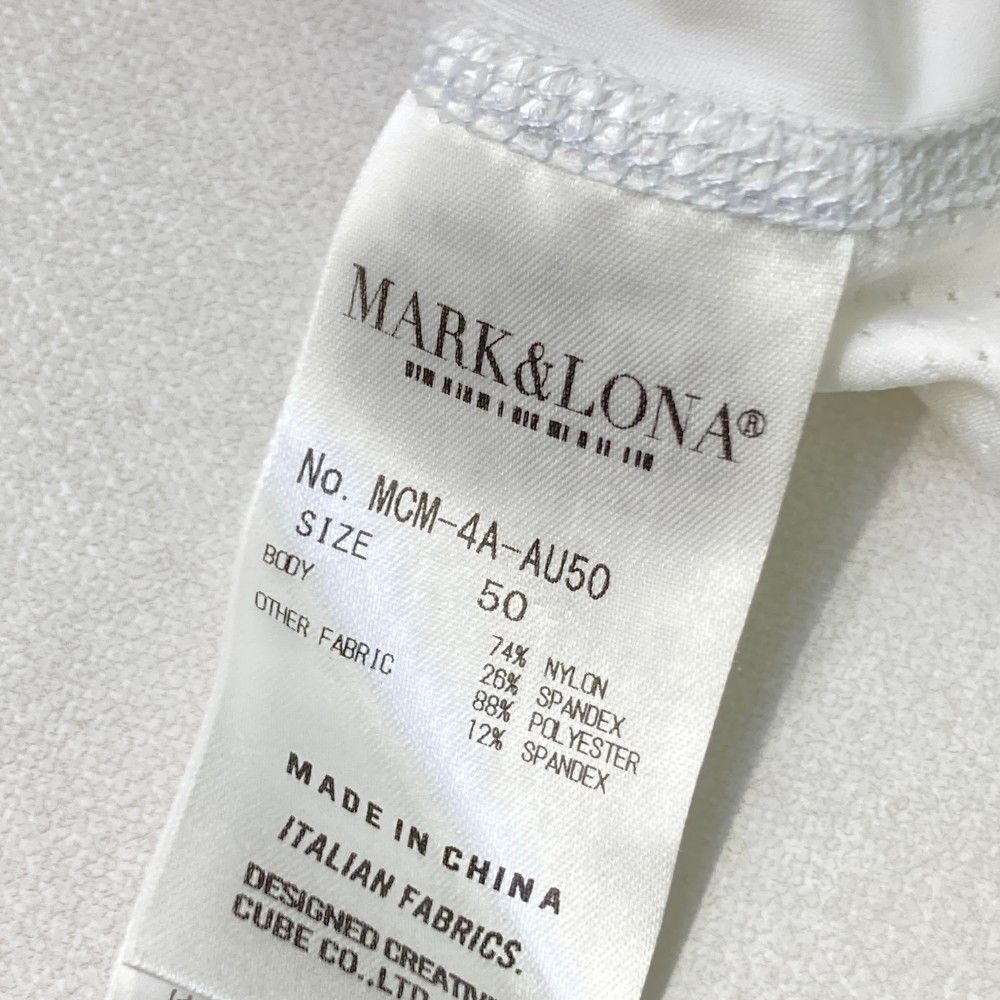 MARK&LONA®
No. MCM-4A-AU50
SIZE 50
BODY 74% NYLON
26% SPANDEX
OTHER FABRIC 88% POLYESTER
12% SPANDEX
MADE IN CHINA
ITALIAN FABRICS.
DESIGNED
CUBE CO.,LTD